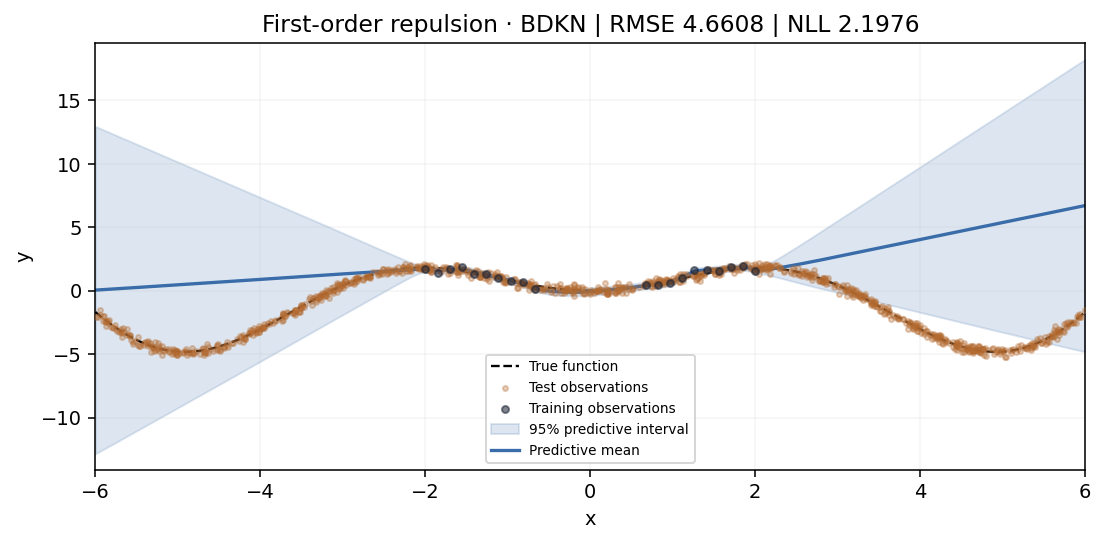 First-order repulsion · BDKN | RMSE 4.6608 | NLL 2.1976
15
10
5
0
−5
−10
y
True function
Test observations
Training observations
95% predictive interval
Predictive mean
−6
−4
−2
0
2
4
6
x